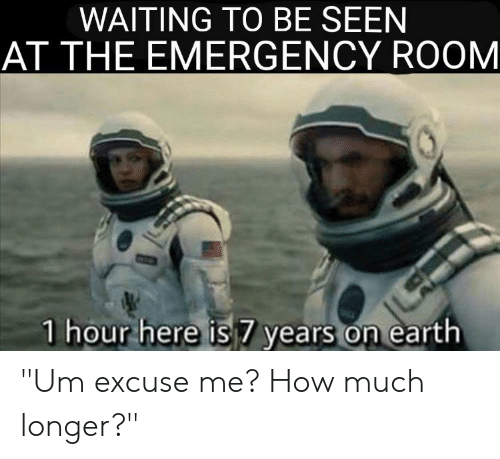 WAITING TO BE SEEN
AT THE EMERGENCY ROOM
1 hour here is 7 years on earth
"Um excuse me? How much
longer?"